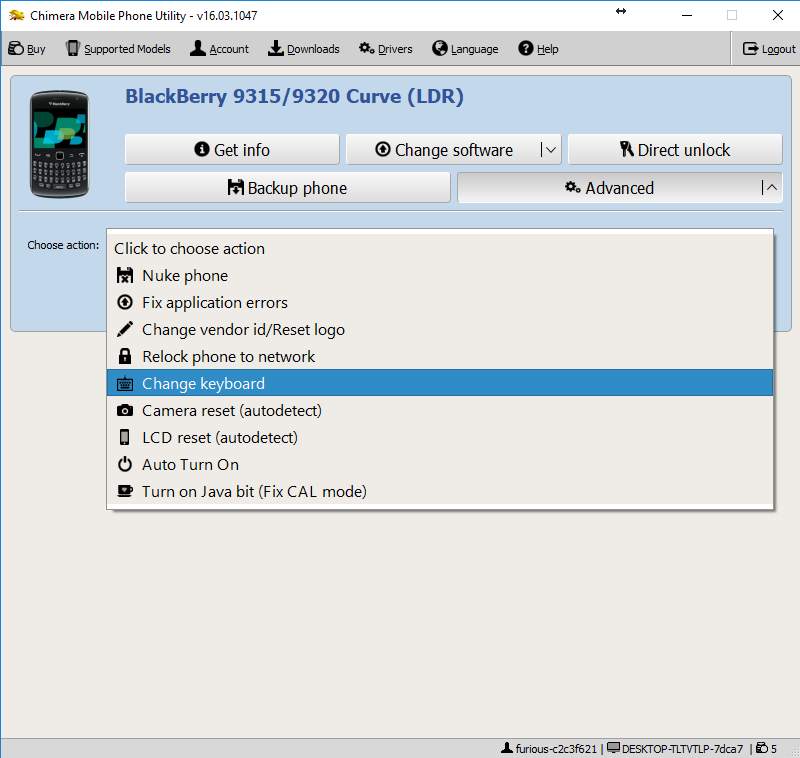 Chimera Mobile Phone Utility - v16.03.1047
Buy Supported Models Account Downloads Drivers Language Help Logout
BlackBerry 9315/9320 Curve (LDR)
BlackBerry
Get info Change software Direct unlock
Backup phone Advanced
Choose action: Click to choose action
Nuke phone
Fix application errors
Change vendor id/Reset logo
Relock phone to network
Change keyboard
Camera reset (autodetect)
LCD reset (autodetect)
Auto Turn On
Turn on Java bit (Fix CAL mode)
furious-c2c3f621 | DESKTOP-TLTVTLP-7dca7 | 5